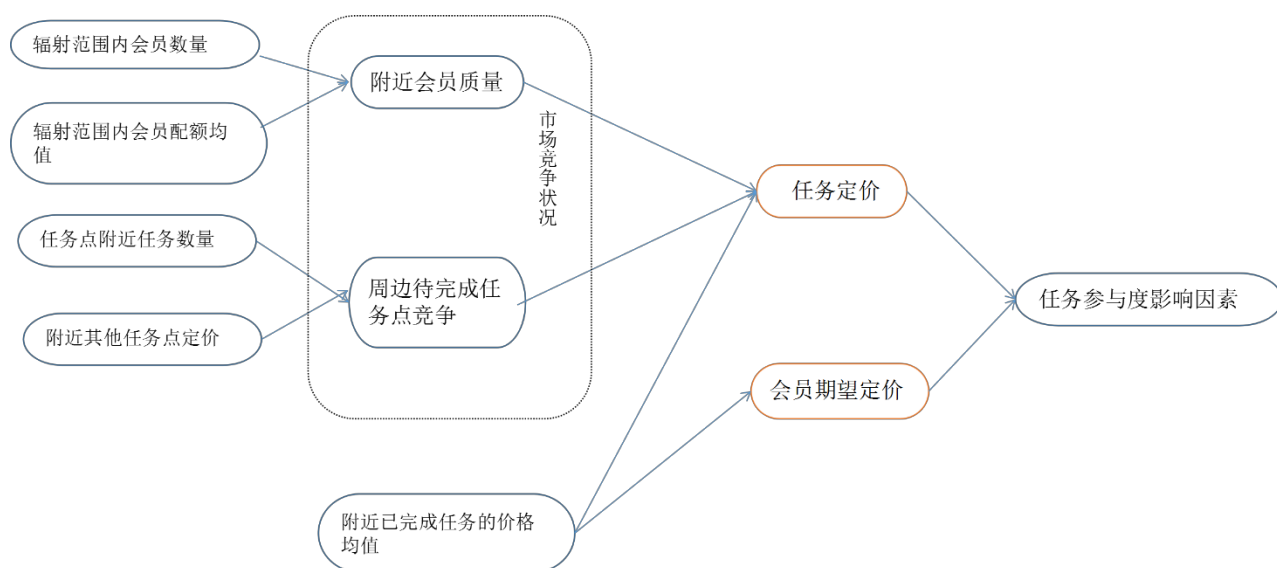 辐射范围内会员数量
辐射范围内会员配额均
值
任务点附近任务数量
附近其他任务点定价
附近会员质量
市场竞争状况
周边待完成任
务点竞争
附近已完成任务的价格
均值
任务定价
会员期望定价
任务参与度影响因素